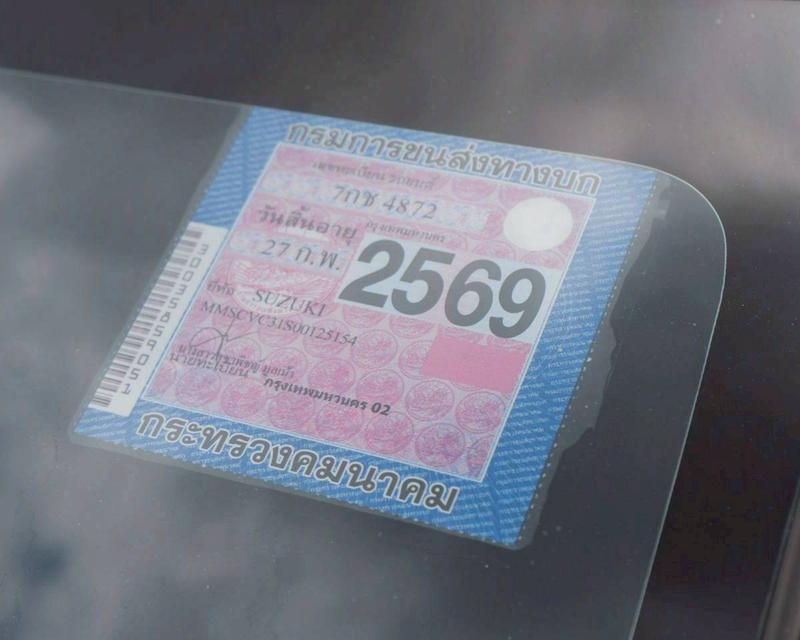 กรมการขนส่งทางบก
เลขทะเบียน รถยนต์
7กช 4872
กรุงเทพมหานคร
วันสิ้นอายุ
27 ก.พ.
2569
ยี่ห้อ SUZUKI
MMSCVC31S00125154
นายทะเบียน กรุงเทพมหานคร 02
กระทรวงคมนาคม